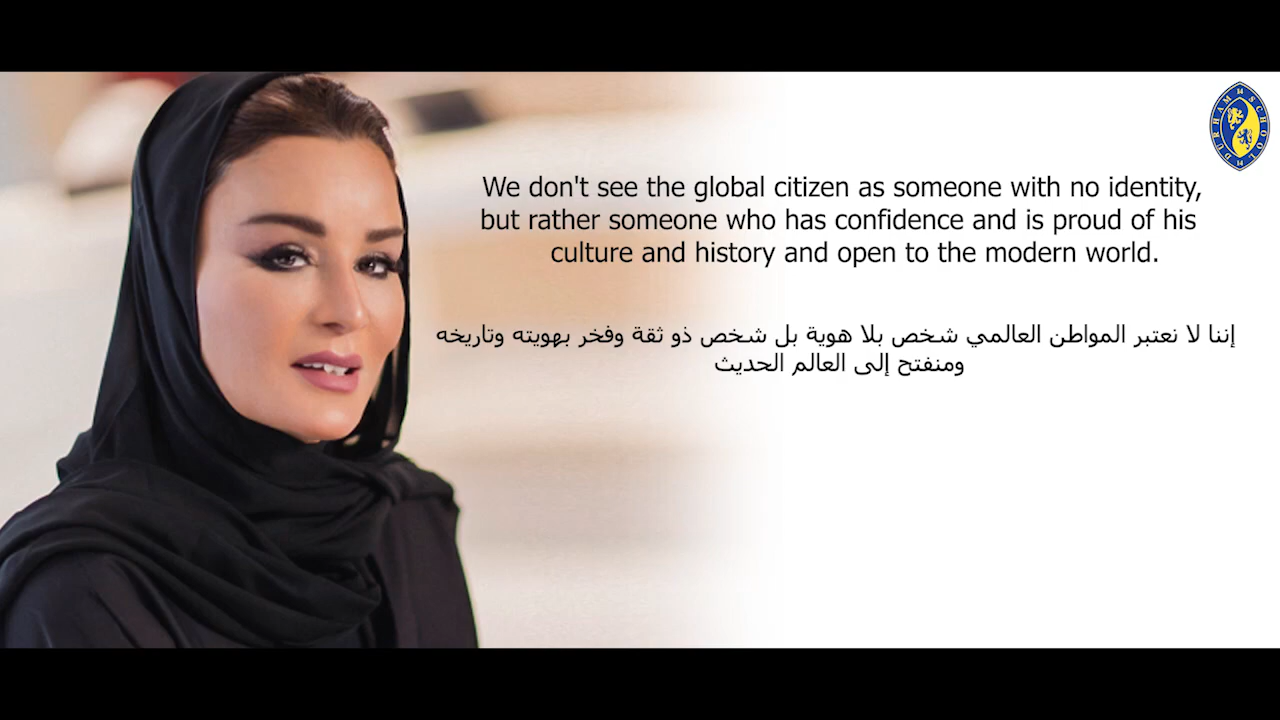 DURHAM SCHOOL
We don't see the global citizen as someone with no identity,
but rather someone who has confidence and is proud of his
culture and history and open to the modern world.
إننا لا نعتبر المواطن العالمي شخص بلا هوية بل شخص ذو ثقة وفخر بهويته وتاريخه
ومنفتح إلى العالم الحديث